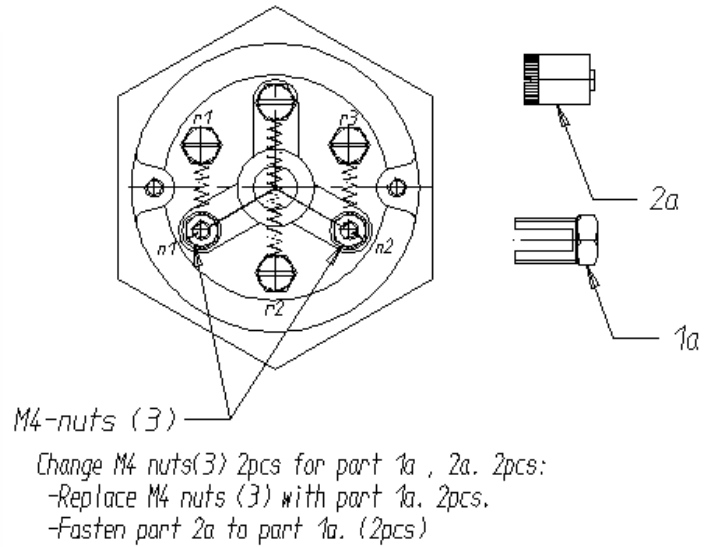 r1
r3
n1
n2
r2
2a
1a
M4-nuts (3)
Change M4 nuts(3) 2pcs for part 1a , 2a. 2pcs:
-Replace M4 nuts (3) with part 1a. 2pcs.
-Fasten part 2a to part 1a. (2pcs)